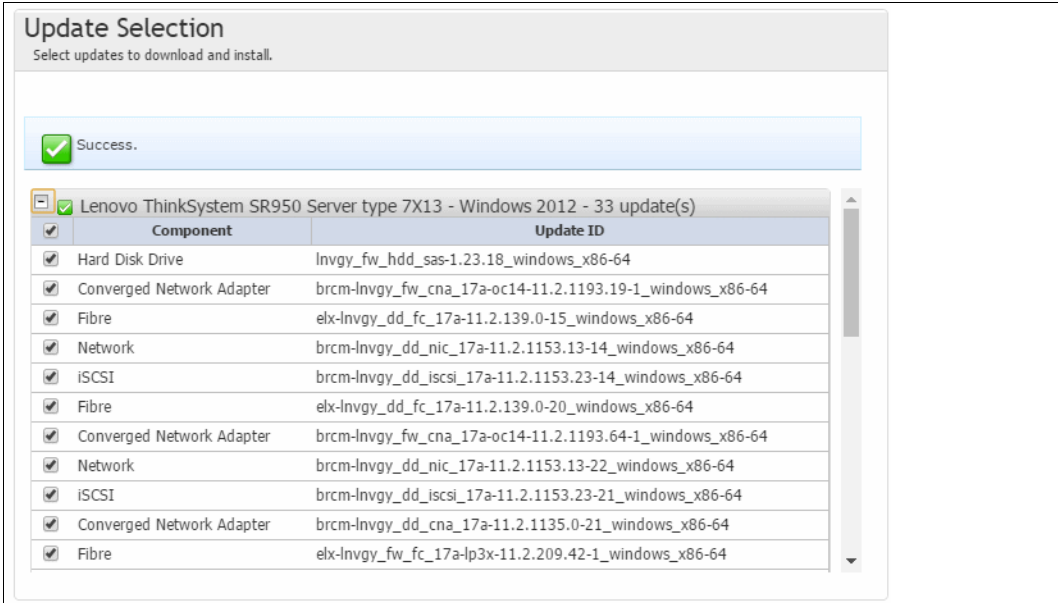 Update Selection
Select updates to download and install.
Success.
Lenovo ThinkSystem SR950 Server type 7X13 - Windows 2012 - 33 update(s)
Component Update ID
Hard Disk Drive lnvgy_fw_hdd_sas-1.23.18_windows_x86-64
Converged Network Adapter brcm-lnvgy_fw_cna_17a-oc14-11.2.1193.19-1_windows_x86-64
Fibre elx-lnvgy_dd_fc_17a-11.2.139.0-15_windows_x86-64
Network brcm-lnvgy_dd_nic_17a-11.2.1153.13-14_windows_x86-64
iSCSI brcm-lnvgy_dd_iscsi_17a-11.2.1153.23-14_windows_x86-64
Fibre elx-lnvgy_dd_fc_17a-11.2.139.0-20_windows_x86-64
Converged Network Adapter brcm-lnvgy_fw_cna_17a-oc14-11.2.1193.64-1_windows_x86-64
Network brcm-lnvgy_dd_nic_17a-11.2.1153.13-22_windows_x86-64
iSCSI brcm-lnvgy_dd_iscsi_17a-11.2.1153.23-21_windows_x86-64
Converged Network Adapter brcm-lnvgy_dd_cna_17a-11.2.1135.0-21_windows_x86-64
Fibre elx-lnvgy_fw_fc_17a-lp3x-11.2.209.42-1_windows_x86-64